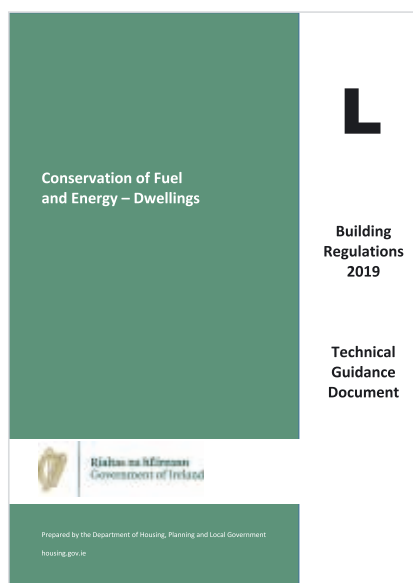 L
Conservation of Fuel
and Energy – Dwellings
Building
Regulations
2019
Technical
Guidance
Document
Rialtas na hÉireann
Government of Ireland
Prepared by the Department of Housing, Planning and Local Government
housing.gov.ie